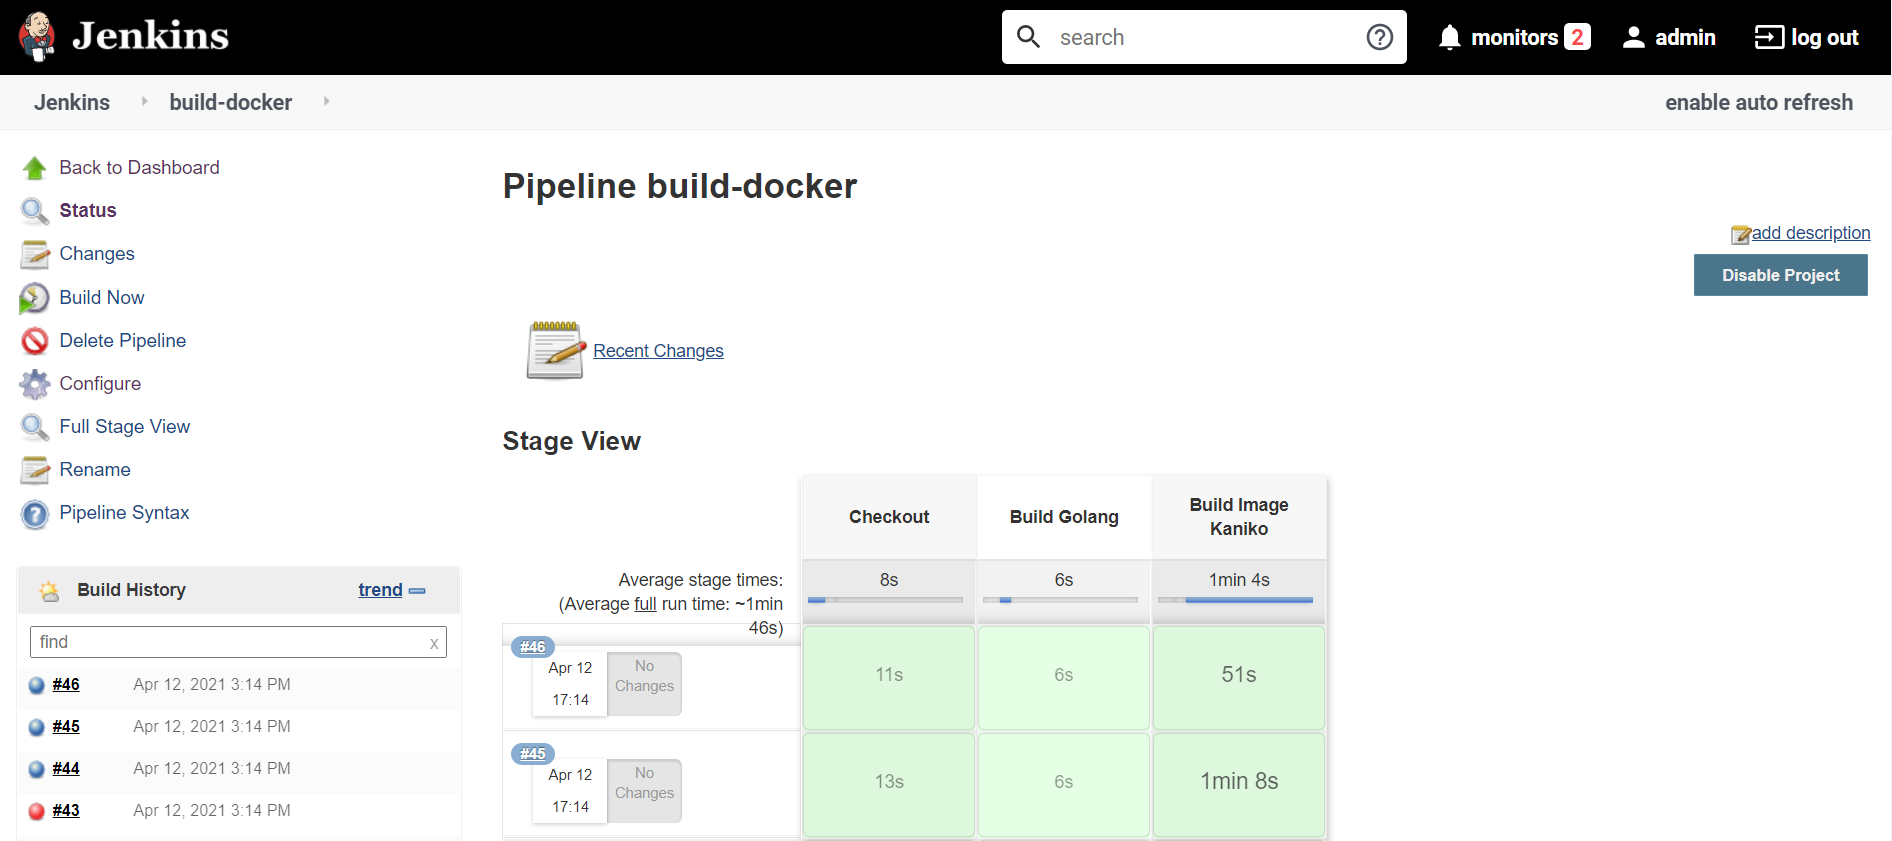 Jenkins
search
monitors 2
admin
log out
Jenkins
build-docker
enable auto refresh
Back to Dashboard
Status
Changes
Build Now
Delete Pipeline
Configure
Full Stage View
Rename
Pipeline Syntax
Build History
trend
find
x
#46 Apr 12, 2021 3:14 PM
#45 Apr 12, 2021 3:14 PM
#44 Apr 12, 2021 3:14 PM
#43 Apr 12, 2021 3:14 PM
Pipeline build-docker
add description
Disable Project
Recent Changes
Stage View
Checkout
Build Golang
Build Image
Kaniko
Average stage times:
(Average full run time: ~1min
46s)
8s
6s
1min 4s
#46
Apr 12
17:14
No
Changes
11s
6s
51s
#45
Apr 12
17:14
No
Changes
13s
6s
1min 8s